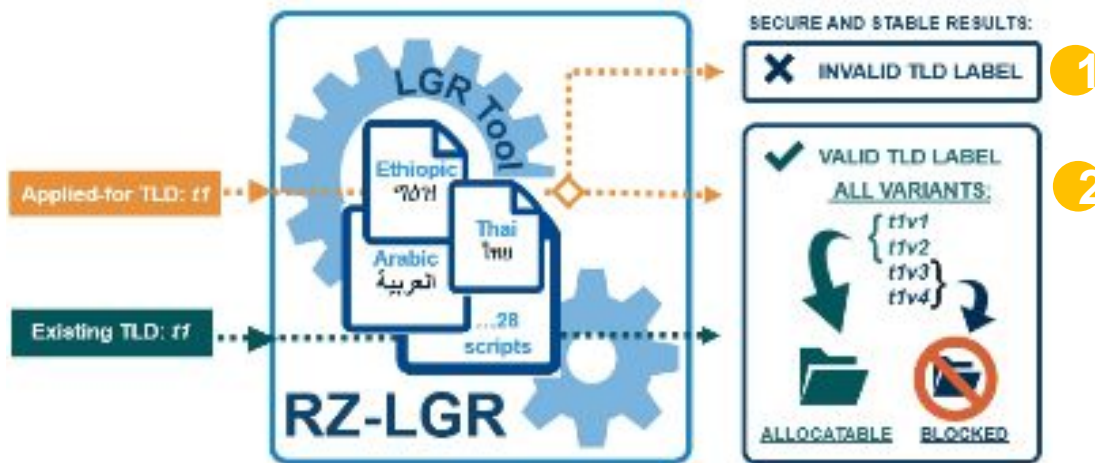 SECURE AND STABLE RESULTS:
INVALID TLD LABEL
1
LGR Tool
Ethiopic
Applied-for TLD: t1
Thai
ไทย
Arabic
العربية
Existing TLD: t1
...28
scripts
RZ-LGR
VALID TLD LABEL
2
ALL VARIANTS:
t1v1
t1v2
t1v3
t1v4
ALLOCATABLE
BLOCKED